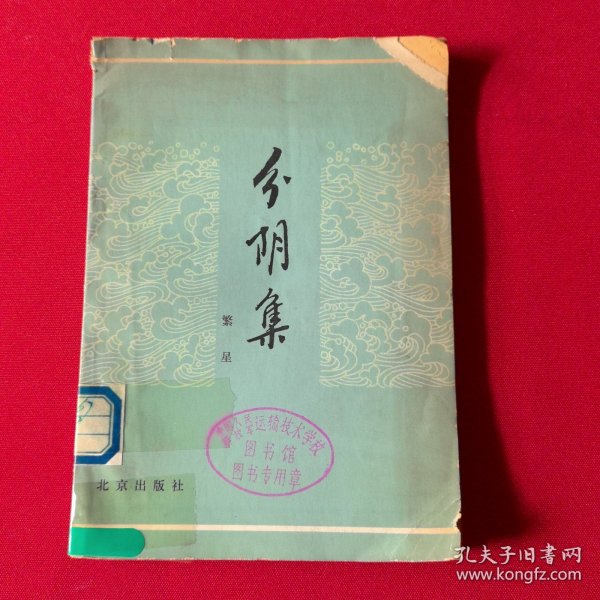 分阴集
繁星
运输技术学校
图书馆
图书专用章
北京出版社
孔夫子旧书网
www.kongfz.com